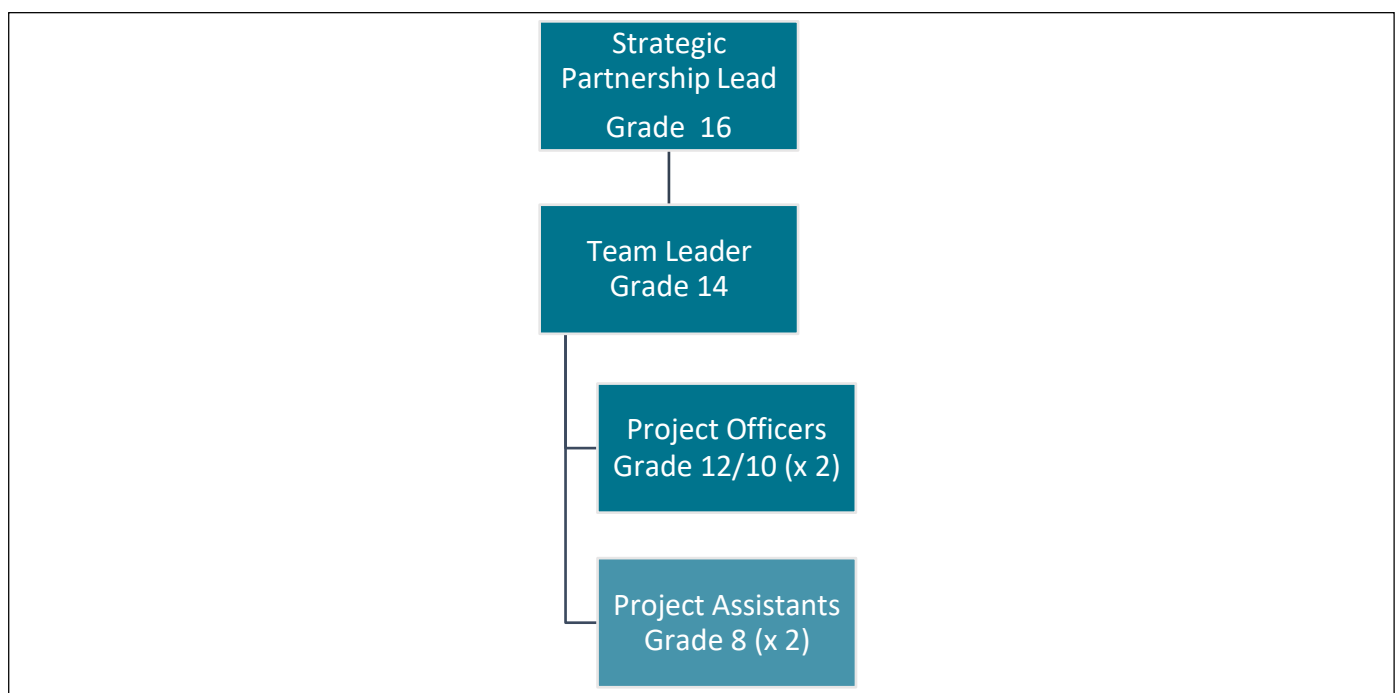 Strategic
Partnership Lead
Grade 16
Team Leader
Grade 14
Project Officers
Grade 12/10 (x 2)
Project Assistants
Grade 8 (x 2)